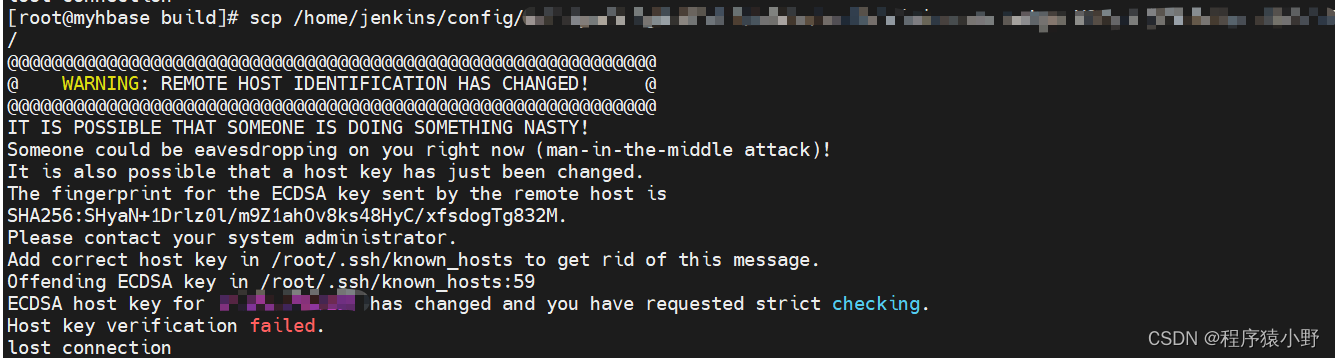 lost connection
[root@myhbase build]# scp /home/jenkins/config/
/
@@@@@@@@@@@@@@@@@@@@@@@@@@@@@@@@@@@@@@@@@@@@@@@@@@@@@@@@@@@
@    WARNING: REMOTE HOST IDENTIFICATION HAS CHANGED!     @
@@@@@@@@@@@@@@@@@@@@@@@@@@@@@@@@@@@@@@@@@@@@@@@@@@@@@@@@@@@
IT IS POSSIBLE THAT SOMEONE IS DOING SOMETHING NASTY!
Someone could be eavesdropping on you right now (man-in-the-middle attack)!
It is also possible that a host key has just been changed.
The fingerprint for the ECDSA key sent by the remote host is
SHA256:SHyaN+1Drlz0l/m9Z1ahOv8ks48HyC/xfsdogTg832M.
Please contact your system administrator.
Add correct host key in /root/.ssh/known_hosts to get rid of this message.
Offending ECDSA key in /root/.ssh/known_hosts:59
ECDSA host key for has changed and you have requested strict checking.
Host key verification failed.
lost connection
CSDN @程序猿小野